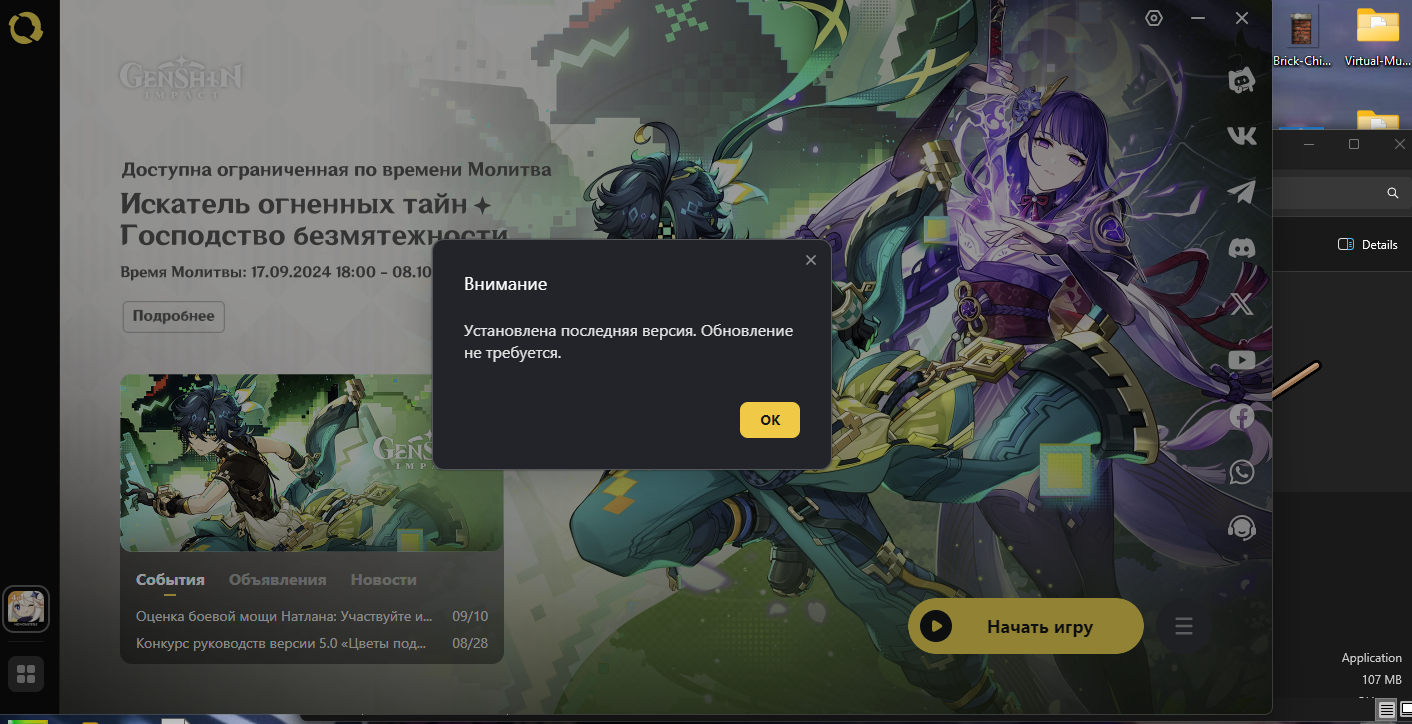 Brick-Chi...
Virtual-Mu...
GENSHIN
IMPACT
Доступна ограниченная по времени Молитва
Искатель огненных тайн
Господство безмятежности
Время Молитвы: 17.09.2024 18:00 - 08.10
Подробнее
Details
Внимание
Установлена последняя версия. Обновление
не требуется.
ОК
GENS
IMPA
События Объявления Новости
Оценка боевой мощи Натлана: Участвуйте и... 09/10
Конкурс руководств версии 5.0 «Цветы под... 08/28
Начать игру
Application
107 MB